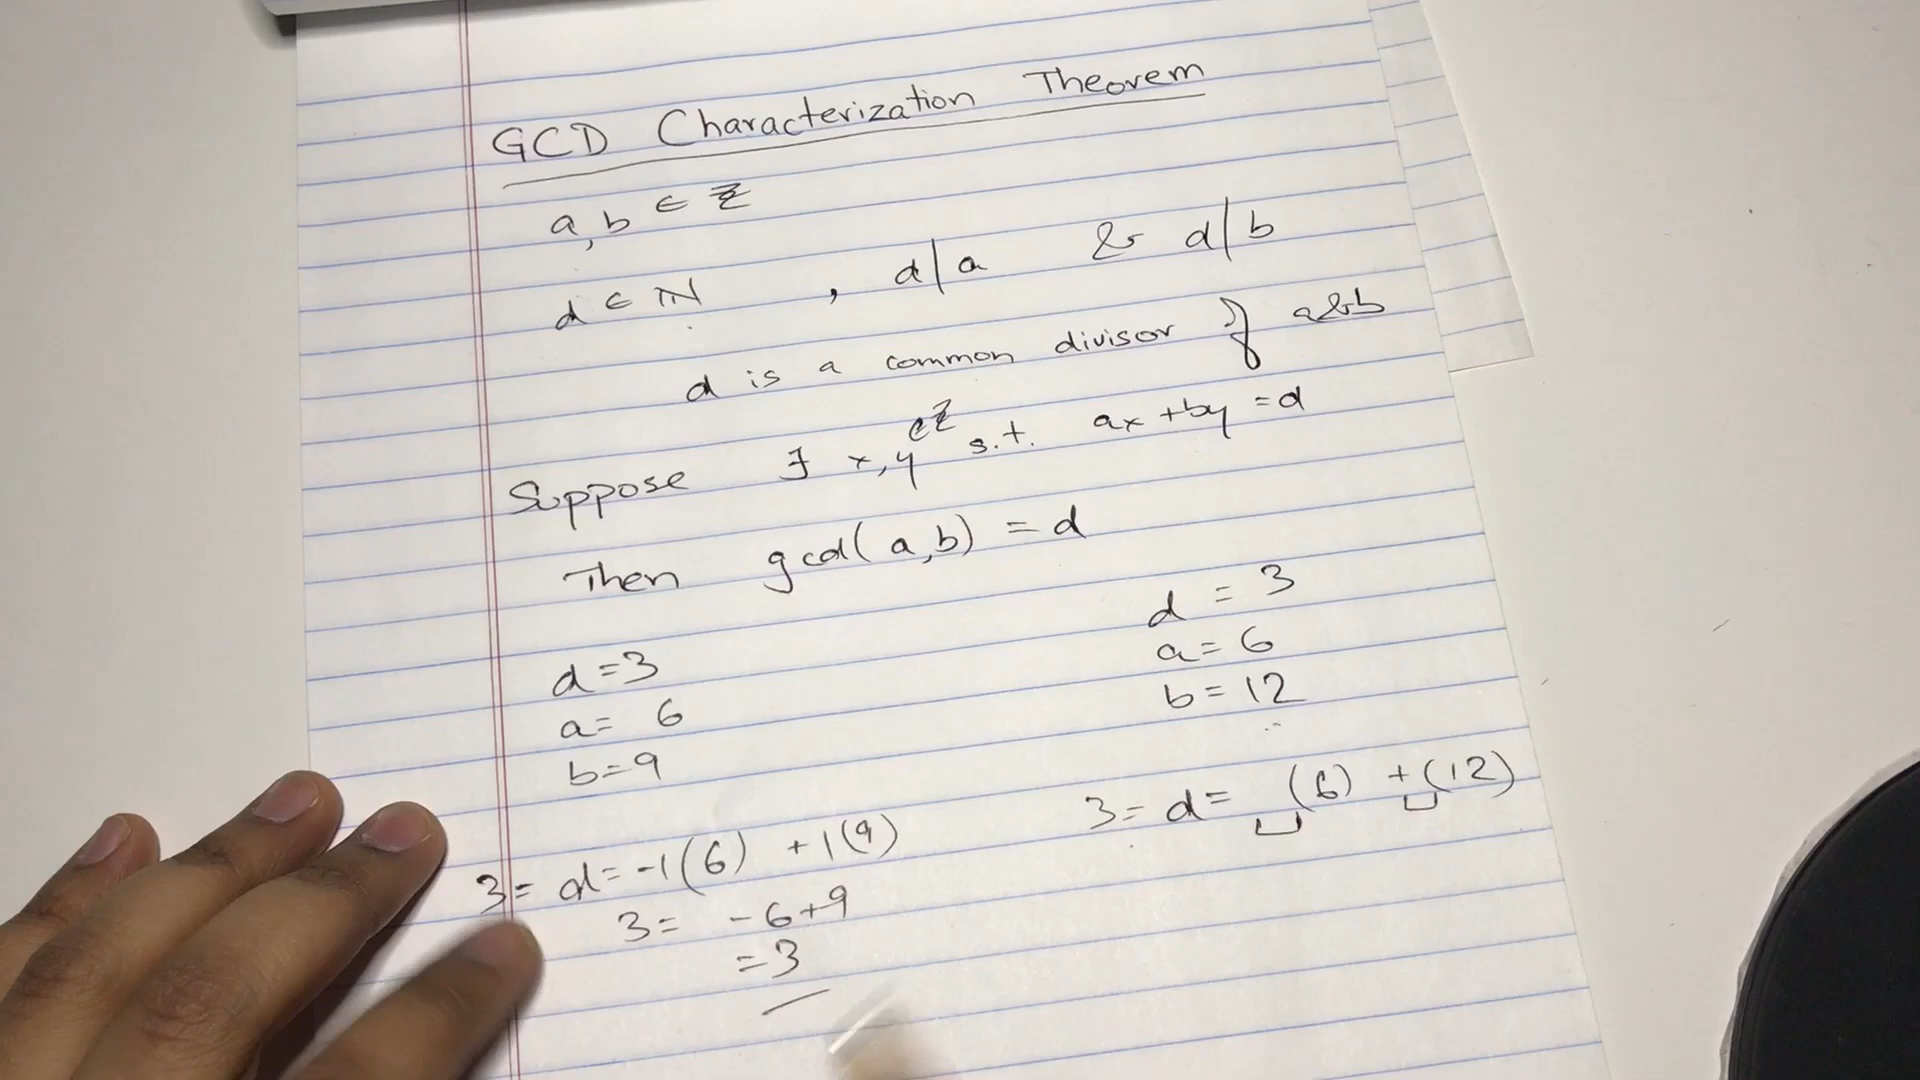 GCD Characterization Theorem
a, b ∈ ℤ
d ∈ ℕ , d|a & d|b
d is a common divisor of a&b
Suppose ∃ x, y ∈ℤ s.t. ax + by = d
Then gcd(a,b) = d
d = 3
a = 6
b = 9
3 = d = -1(6) + 1(9)
3 = -6+9
= 3
d = 3
a = 6
b = 12
3 = d = (6) + (12)